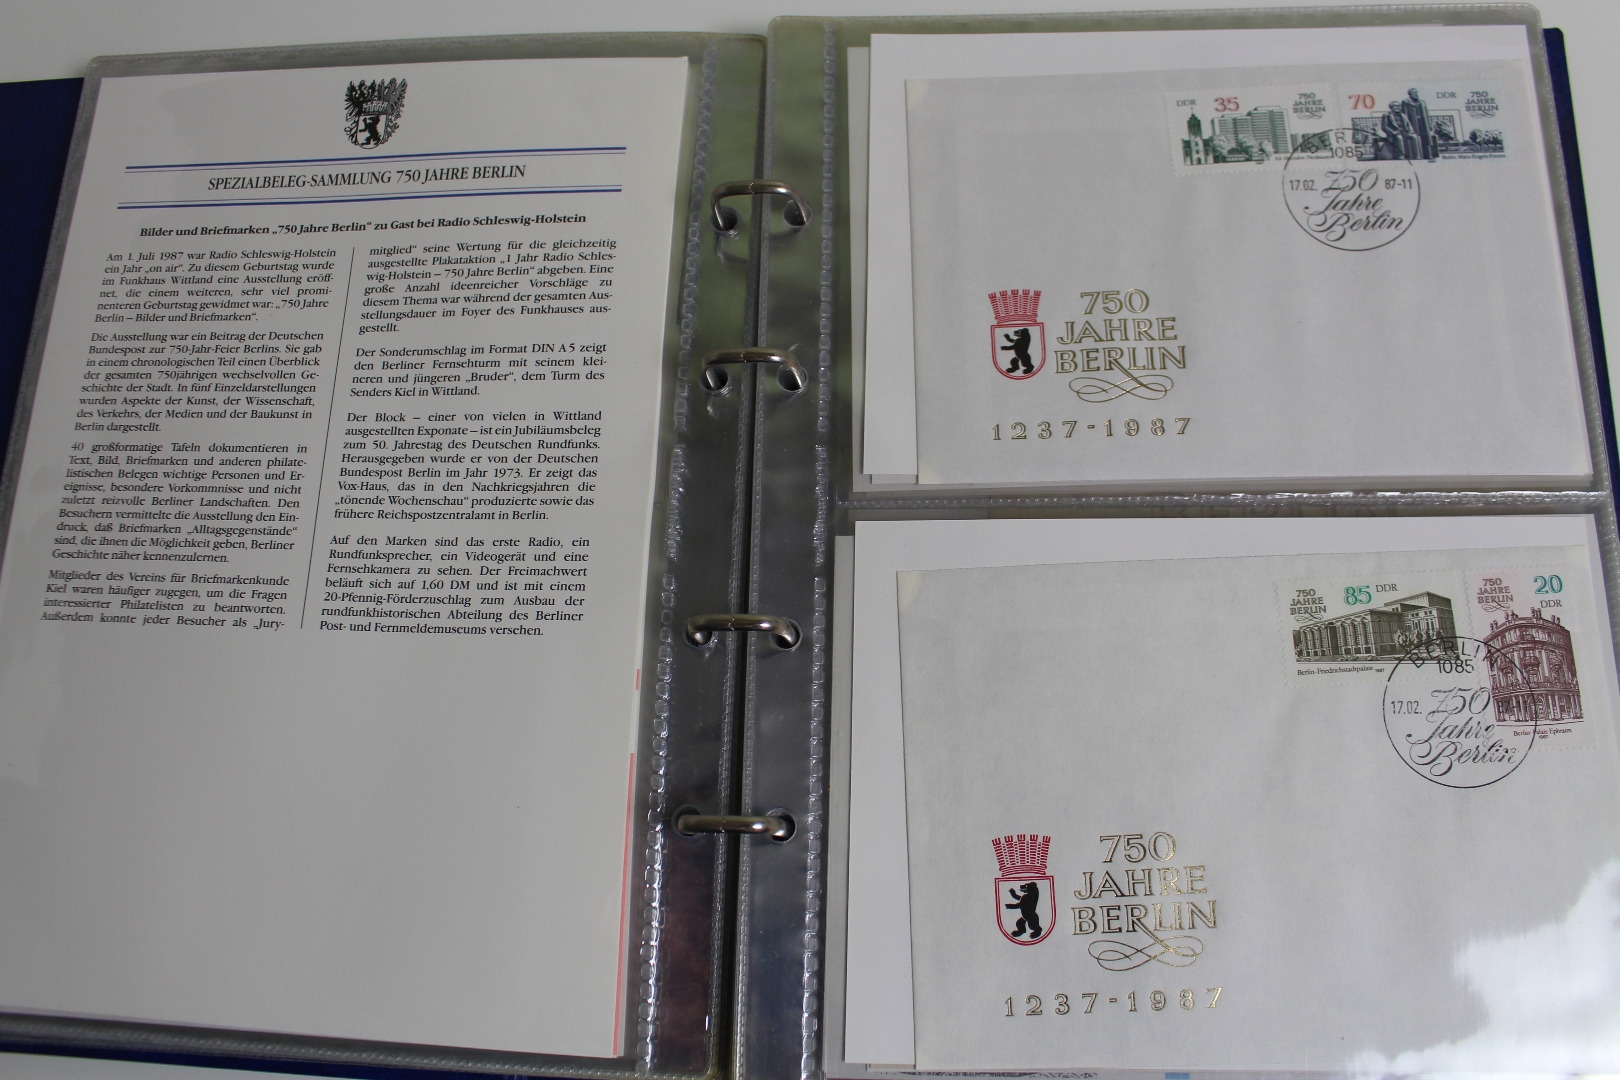 SPEZIALBELEG-SAMMLUNG 750 JAHRE BERLIN
Bilder und Briefmarken „750 Jahre Berlin“ zu Gast bei Radio Schleswig-Holstein
Am 1. Juli 1987 war Radio Schleswig-Holstein
ein Jahr „on air“. Zu diesem Geburtstag wurde
im Funkhaus Wittland eine Ausstellung eröff-
net, die einem weiteren, sehr viel promi-
nenteren Geburtstag gewidmet war: „750 Jahre
Berlin – Bilder und Briefmarken“.
Die Ausstellung war ein Beitrag der Deutschen
Bundespost zur 750-Jahr-Feier Berlins. Sie gab
in einem chronologischen Teil einen Überblick
der gesamten 750jährigen wechselvollen Ge-
schichte der Stadt. In fünf Einzeldarstellungen
wurden Aspekte der Kunst, der Wissenschaft,
des Verkehrs, der Medien und der Baukunst in
Berlin dargestellt.
40 großformatige Tafeln dokumentieren in
Text, Bild, Briefmarken und anderen philate-
listischen Belegen wichtige Personen und Er-
eignisse, besondere Vorkommnisse und nicht
zuletzt reizvolle Berliner Landschaften. Den
Besuchern vermittelte die Ausstellung den Ein-
druck, daß Briefmarken „Alltagsgegenstände“
sind, die ihnen die Möglichkeit geben, Berliner
Geschichte näher kennenzulernen.
Mitglieder des Vereins für Briefmarkenkunde
Kiel waren häufiger zugegen, um die Fragen
interessierter Philatelisten zu beantworten.
Außerdem konnte jeder Besucher als „Jury-
mitglied“ seine Wertung für die gleichzeitig
ausgestellte Plakataktion „1 Jahr Radio Schles-
wig-Holstein – 750 Jahre Berlin“ abgeben. Eine
große Anzahl ideenreicher Vorschläge zu
diesem Thema war während der gesamten Aus-
stellungsdauer im Foyer des Funkhauses aus-
gestellt.
Der Sonderumschlag im Format DIN A 5 zeigt
den Berliner Fernsehturm mit seinem klei-
neren und jüngeren „Bruder“, dem Turm des
Senders Kiel in Wittland.
Der Block – einer von vielen in Wittland
ausgestellten Exponate – ist ein Jubiläumsbeleg
zum 50. Jahrestag des Deutschen Rundfunks.
Herausgegeben wurde er von der Deutschen
Bundespost Berlin im Jahr 1973. Er zeigt das
Vox-Haus, das in den Nachkriegsjahren die
„tönende Wochenschau“ produzierte sowie das
frühere Reichspostzentralamt in Berlin.
Auf den Marken sind das erste Radio, ein
Rundfunksprecher, ein Videogerät und eine
Fernsehkamera zu sehen. Der Freimachwert
beläuft sich auf 1,60 DM und ist mit einem
20-Pfennig-Förderzuschlag zum Ausbau der
rundfunkhistorischen Abteilung des Berliner
Post- und Fernmeldemuseums versehen.
DDR 35 750 JAHRE BERLIN
70 DDR 750 JAHRE BERLIN
Berlin, Marx-Engels-Forum
BERLIN
1085
17.02. 87-11
750
Jahre
Berlin
750
JAHRE
BERLIN
1237-1987
750 JAHRE BERLIN 85 DDR
Berlin-Friedrichstadtpalast 1987
750 JAHRE BERLIN 20 DDR
Berlin Palais Ephraim
1987
BERLIN
1085
17.02.
750
Jahre
Berlin
750
JAHRE
BERLIN
1237-1987